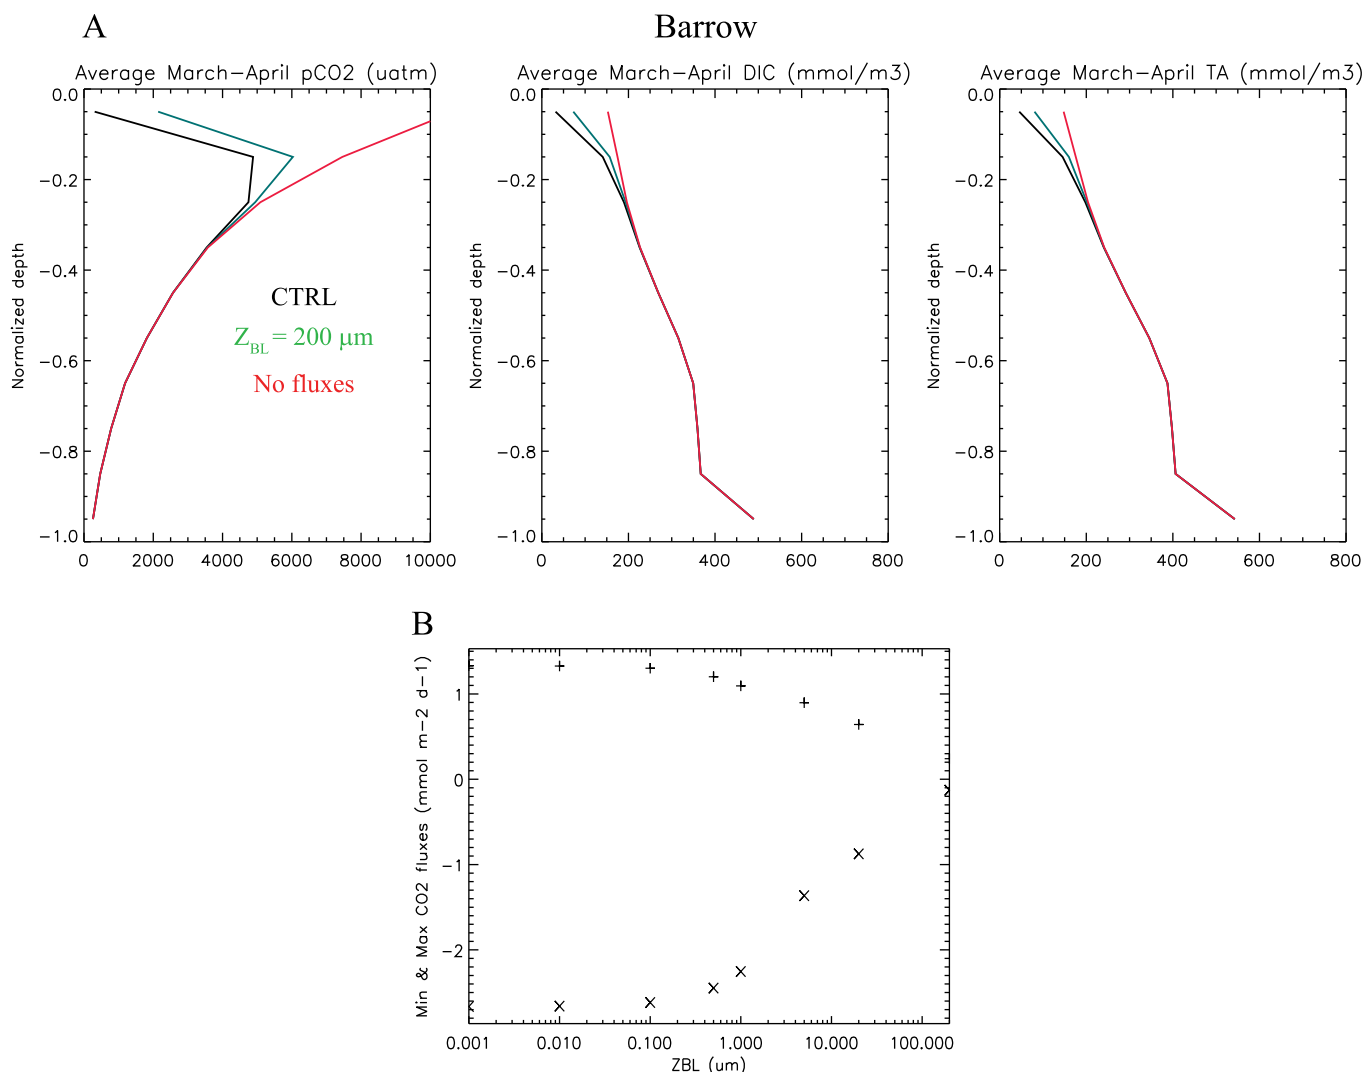 A
Barrow
Average March-April pCO2 (uatm)
Average March-April DIC (mmol/m3)
Average March-April TA (mmol/m3)
0.0
-0.2
-0.4
-0.6
-0.8
-1.0
Normalized depth
CTRL
Z_BL = 200 µm
No fluxes
0 2000 4000 6000 8000 10000
0.0
-0.2
-0.4
-0.6
-0.8
-1.0
Normalized depth
0 200 400 600 800
0.0
-0.2
-0.4
-0.6
-0.8
-1.0
Normalized depth
0 200 400 600 800
B
Min & Max CO2 fluxes (mmol m-2 d-1)
1
0
-1
-2
0.001 0.010 0.100 1.000 10.000 100.000
ZBL (um)